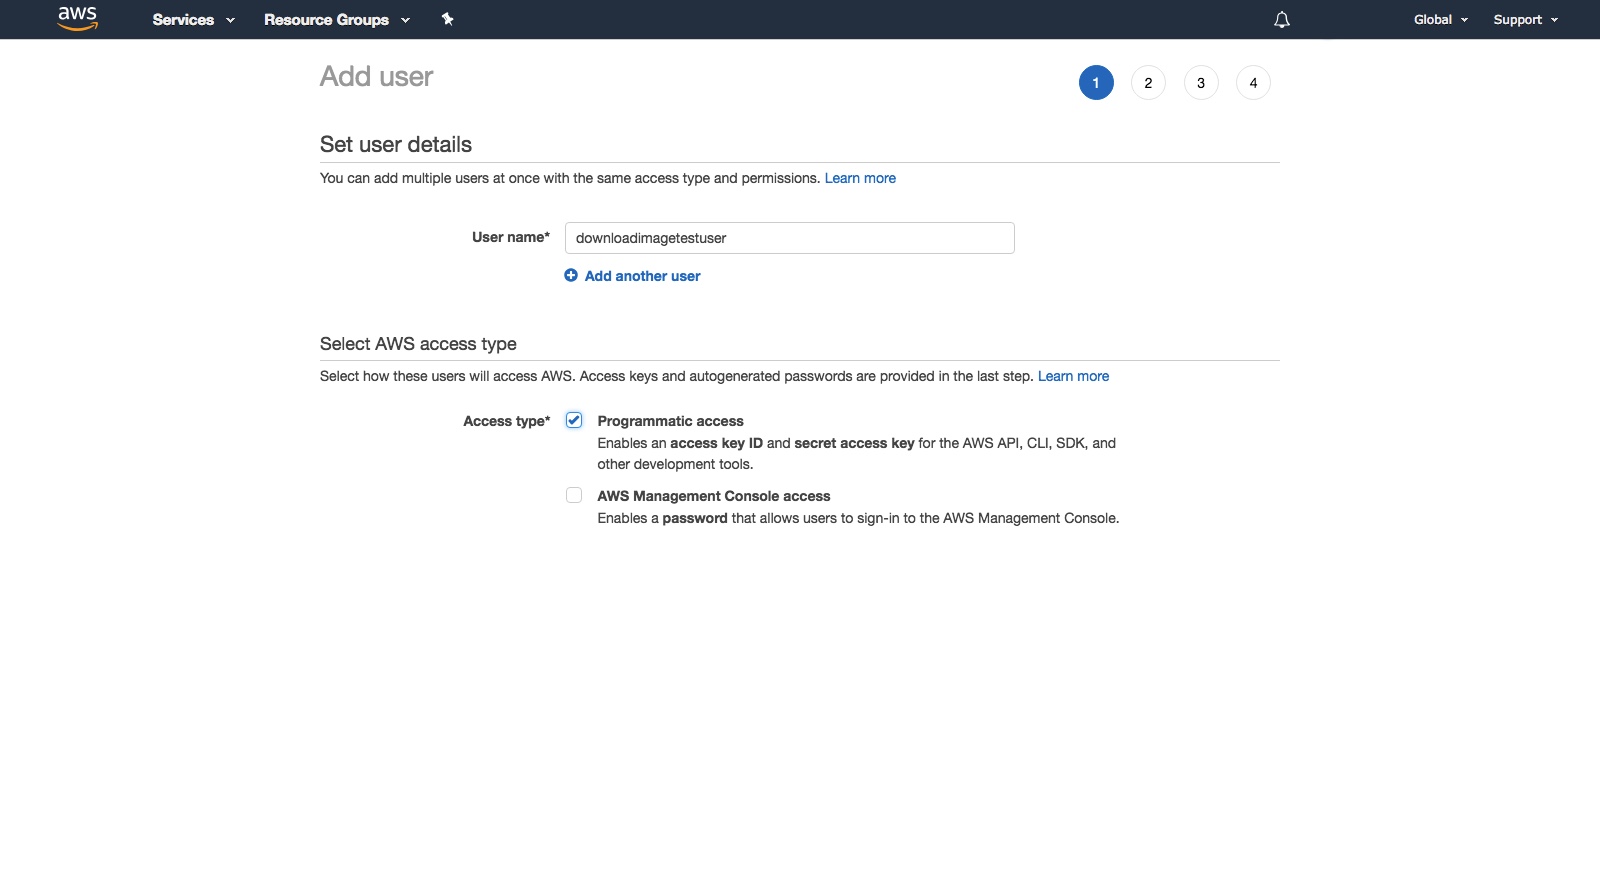 aws Services Resource Groups Global Support
Add user 1 2 3 4
Set user details
You can add multiple users at once with the same access type and permissions. Learn more
User name* downloadimagetestuser
Add another user
Select AWS access type
Select how these users will access AWS. Access keys and autogenerated passwords are provided in the last step. Learn more
Access type* Programmatic access
Enables an access key ID and secret access key for the AWS API, CLI, SDK, and
other development tools.
AWS Management Console access
Enables a password that allows users to sign-in to the AWS Management Console.